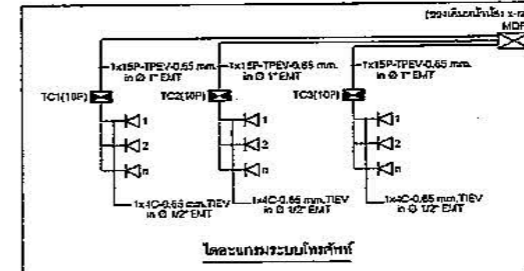 MDF
1x15P-TPEV-0.65 mm. 1x15P-TPEV-0.65 mm. 1x15P-TPEV-0.65 mm.
in Ø 1" EMT in Ø 1" EMT in Ø 1" EMT
TC1(10P) TC2(10P) TC3(10P)
1 1 1
2 2 2
n n n
1x4C-0.65 mm.TIEV 1x4C-0.65 mm.TIEV 1x4C-0.65 mm.TIEV
in Ø 1/2" EMT in Ø 1/2" EMT in Ø 1/2" EMT
ไดอะแกรมระบบโทรศัพท์